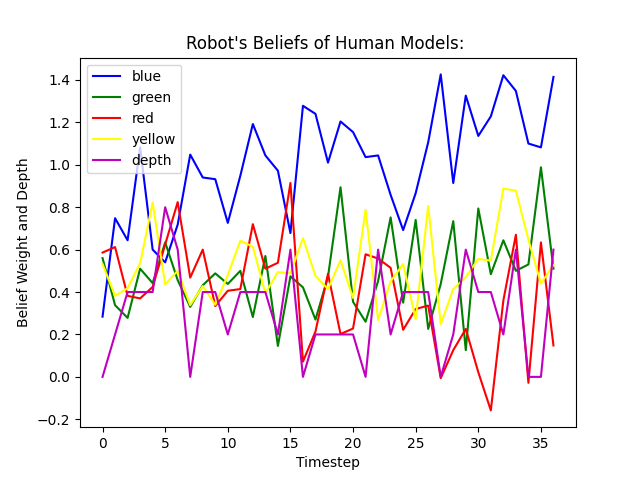 Robot's Beliefs of Human Models:
blue
green
red
yellow
depth
Belief Weight and Depth
1.4
1.2
1.0
0.8
0.6
0.4
0.2
0.0
−0.2
0 5 10 15 20 25 30 35
Timestep